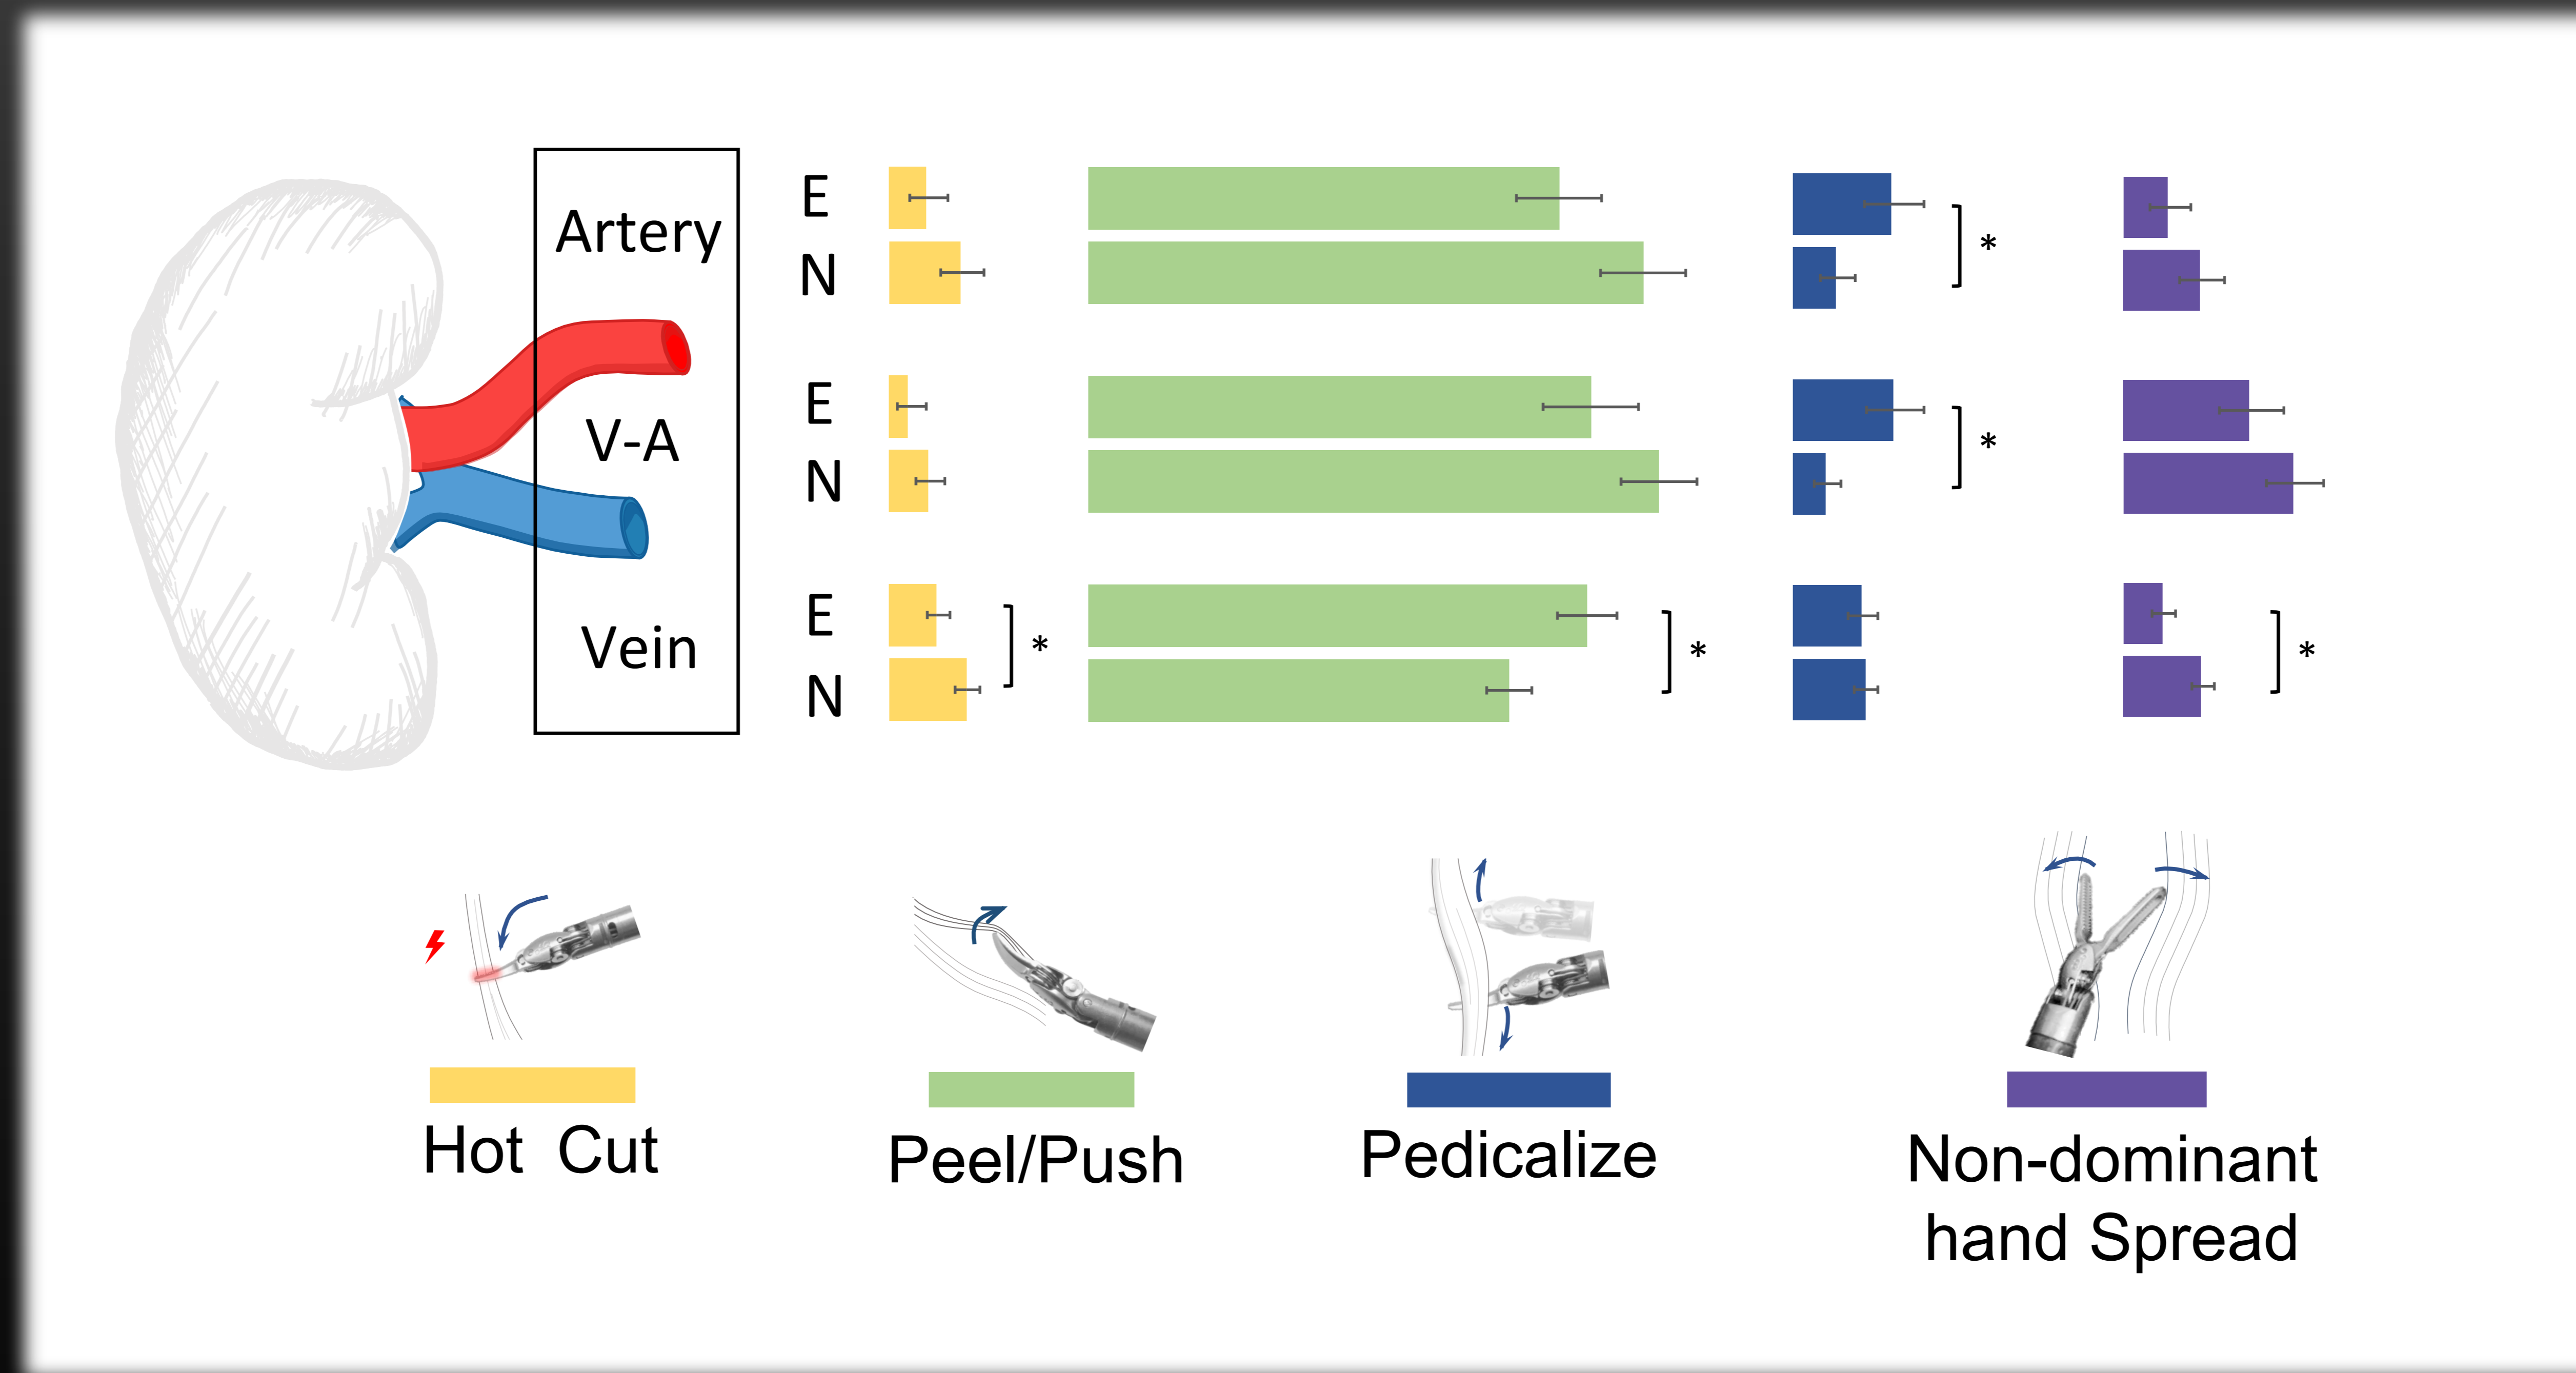 Artery
E
N
*
V-A
E
N
*
Vein
E
N
*
*
*
Hot Cut
Peel/Push
Pedicalize
Non-dominant
hand Spread